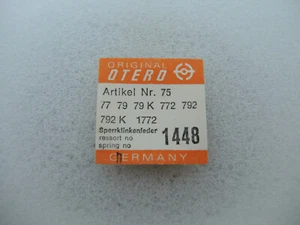 ORIGINAL
OTERO
Artikel Nr. 75
77 79 79 K 772 792
792 K 1772
Sperrklinkenfeder
ressort no
spring no
1448
GERMANY